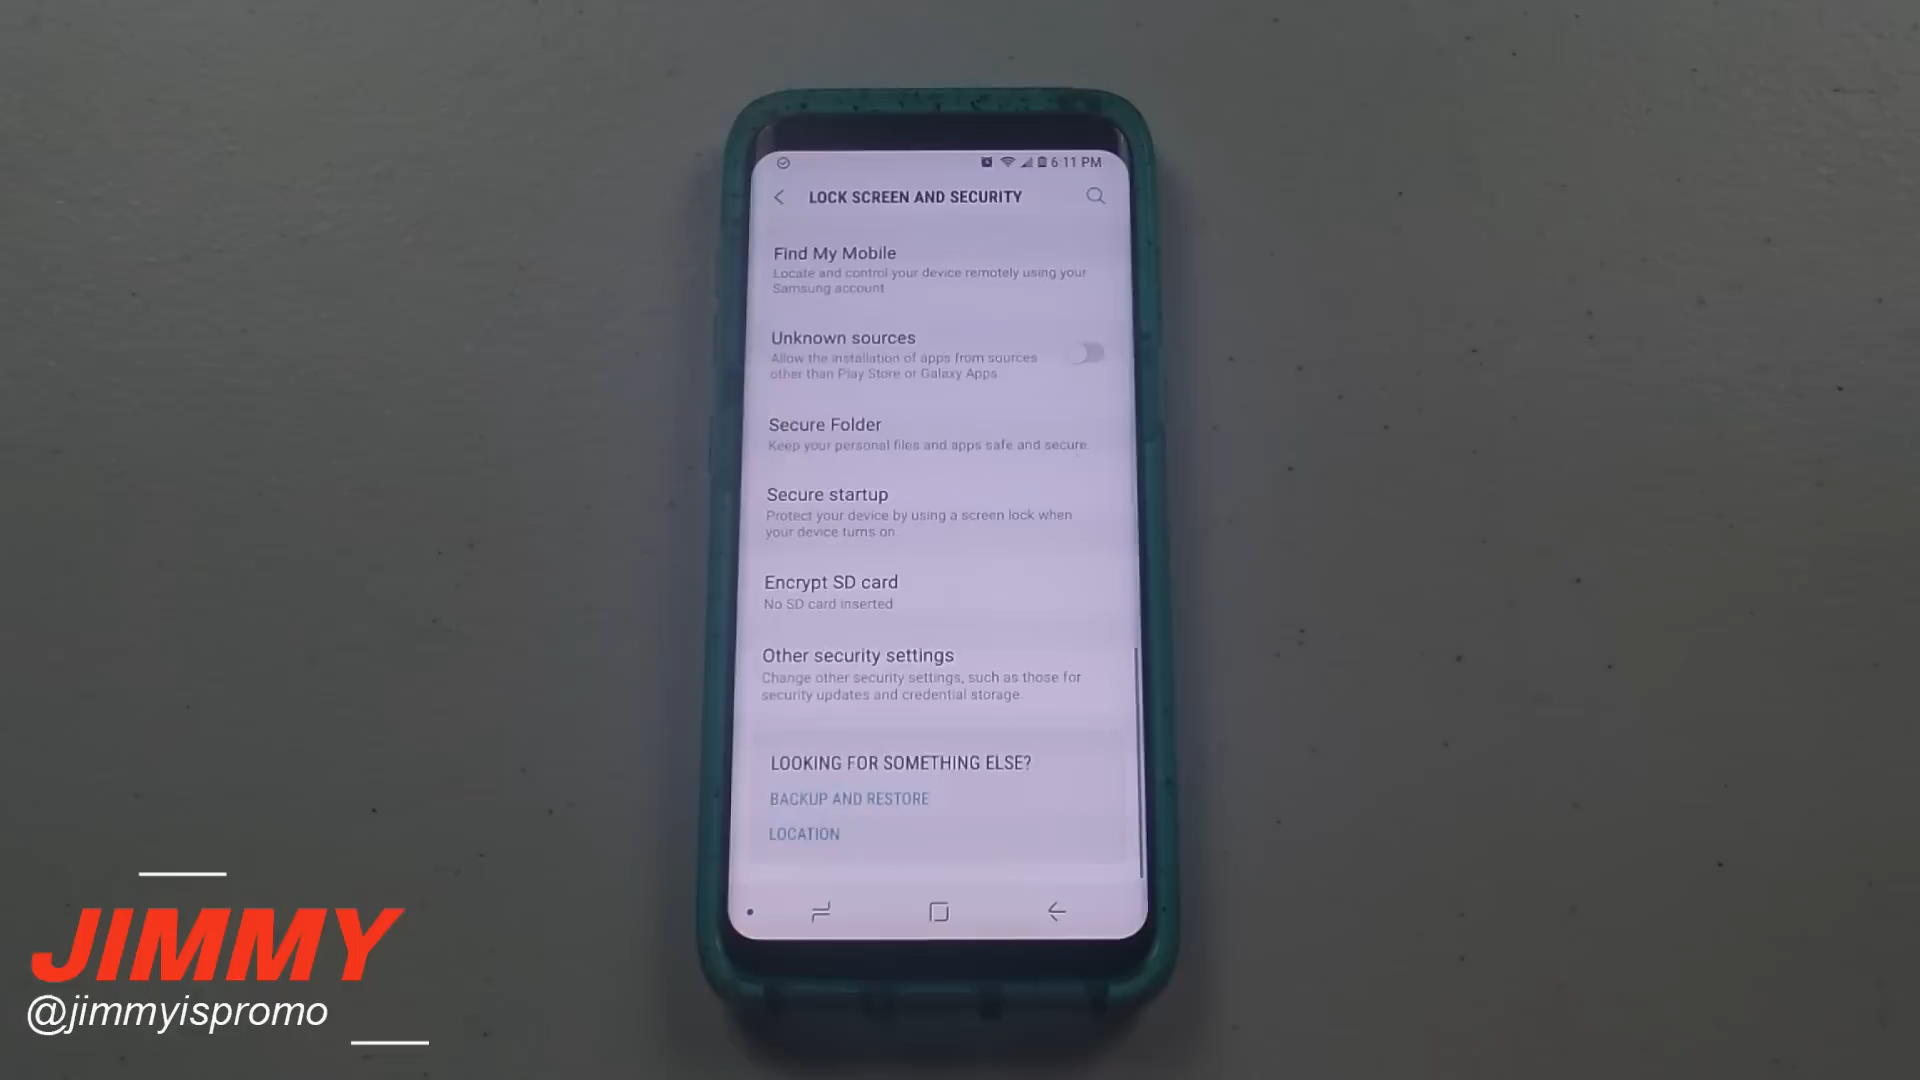 6:11 PM
LOCK SCREEN AND SECURITY
Find My Mobile
Locate and control your device remotely using your
Samsung account
Unknown sources
Allow the installation of apps from sources
other than Play Store or Galaxy Apps
Secure Folder
Keep your personal files and apps safe and secure.
Secure startup
Protect your device by using a screen lock when
your device turns on.
Encrypt SD card
No SD card inserted
Other security settings
Change other security settings, such as those for
security updates and credential storage.
LOOKING FOR SOMETHING ELSE?
BACKUP AND RESTORE
LOCATION
JIMMY
@jimmyispromo